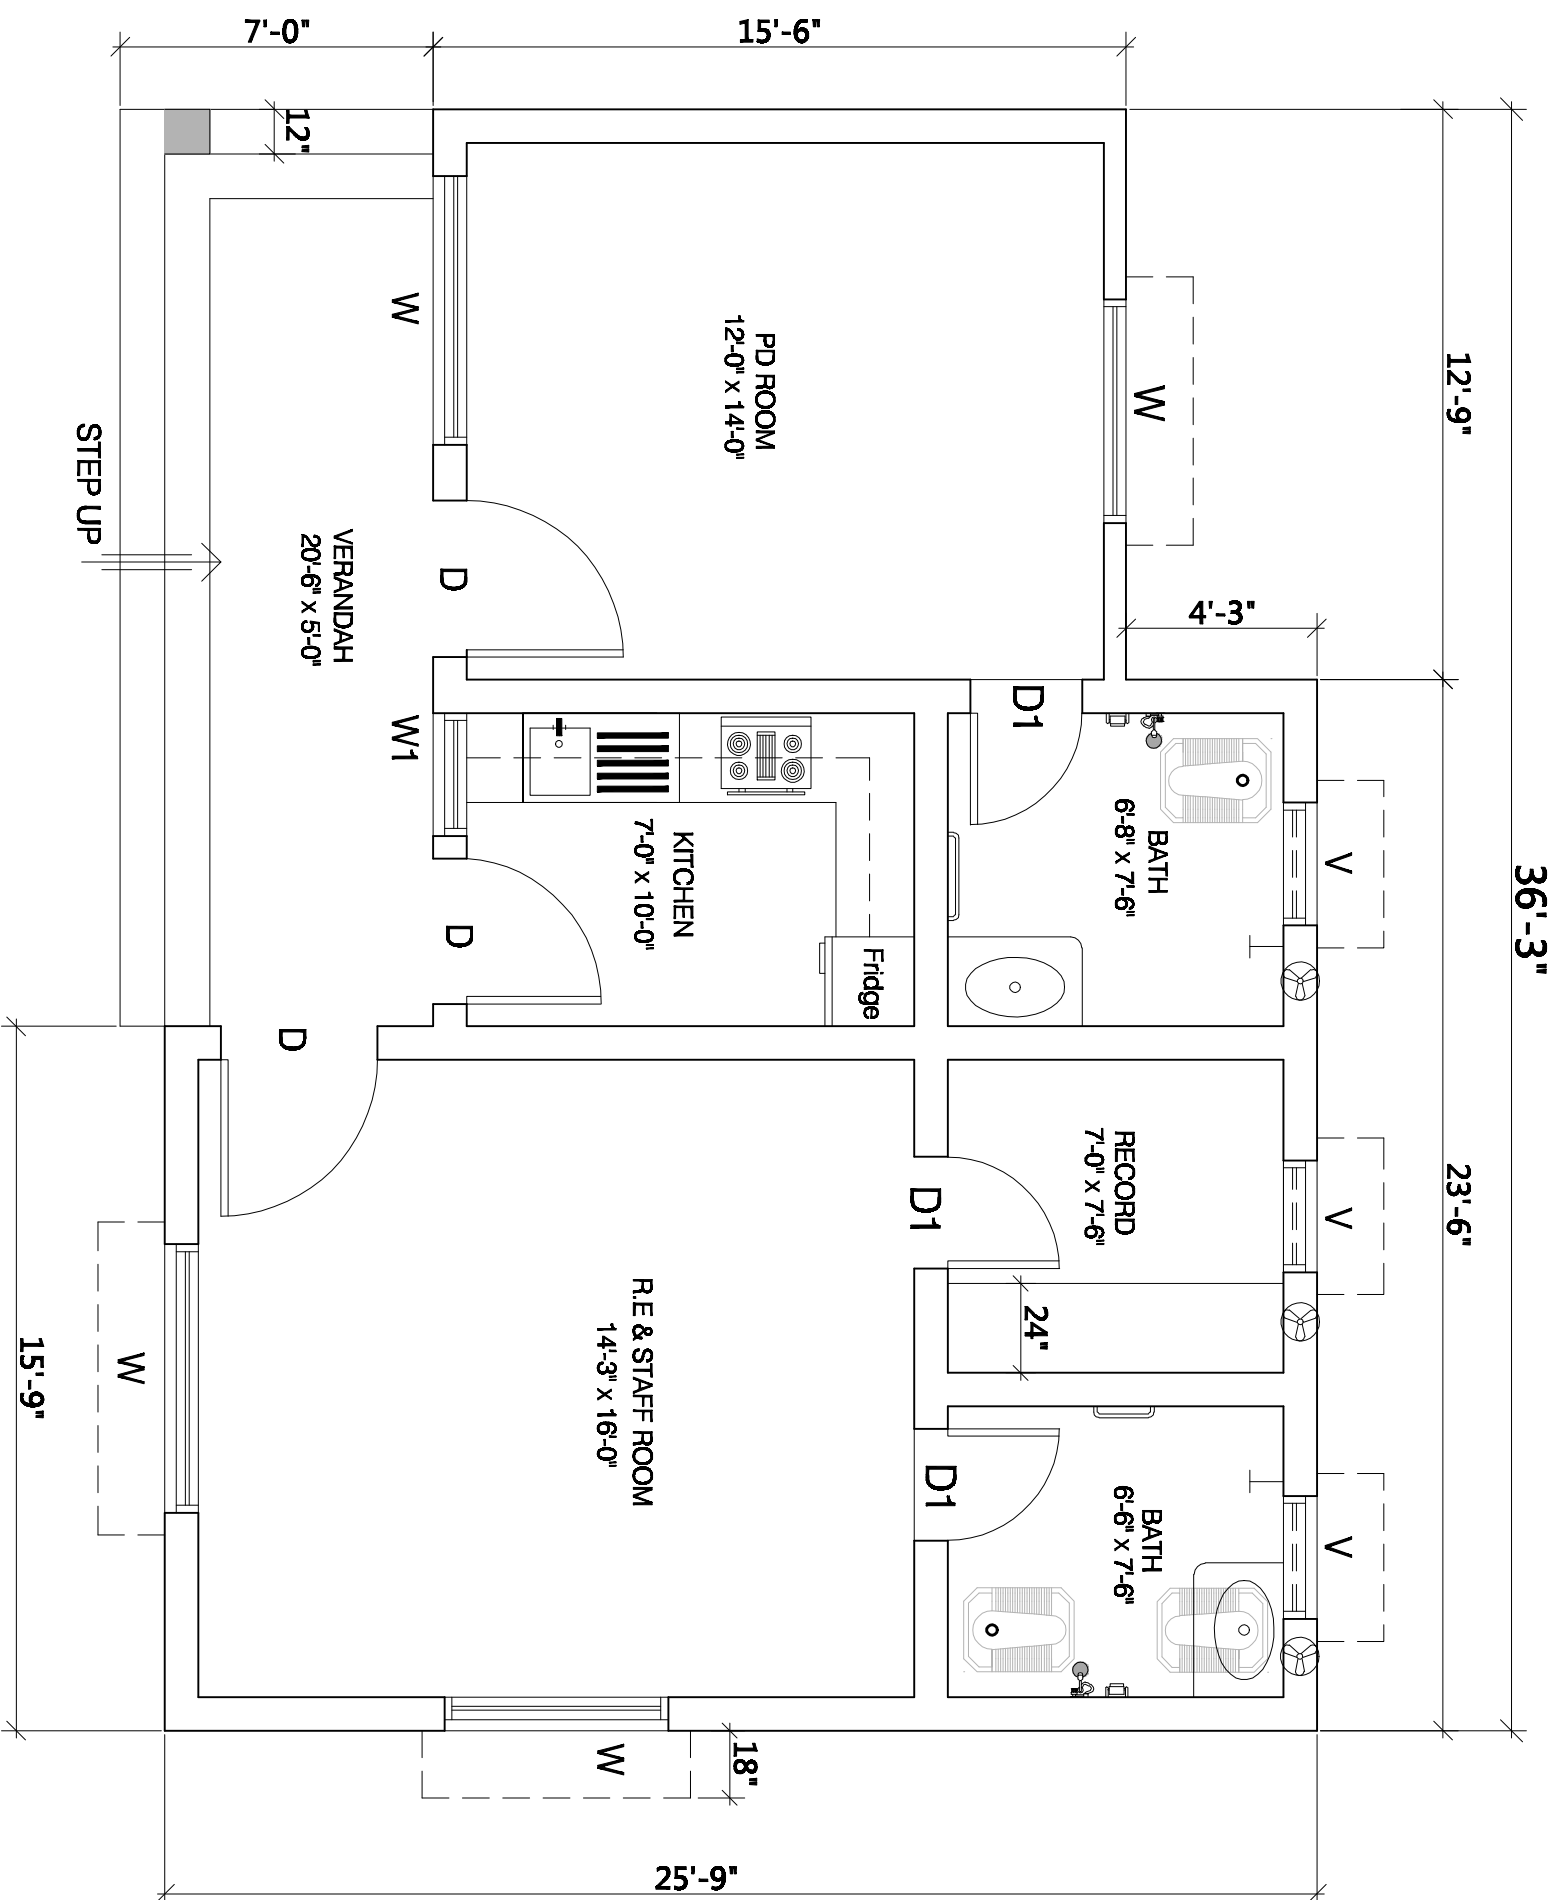 36'-3"
12'-9"
23'-6"
7'-0"
15'-6"
4'-3"
12"
W
V
V
V
BATH
6'-8" x 7'-6"
RECORD
7'-0" x 7'-6"
24"
BATH
6'-6" x 7'-6"
D1
D1
D1
PD ROOM
12'-0" x 14'-0"
Fridge
KITCHEN
7'-0" x 10'-0"
R.E & STAFF ROOM
14'-3" x 16'-0"
W
W1
D
D
D
VERANDAH
20'-6" x 5'-0"
STEP UP
W
W
18"
15'-9"
25'-9"